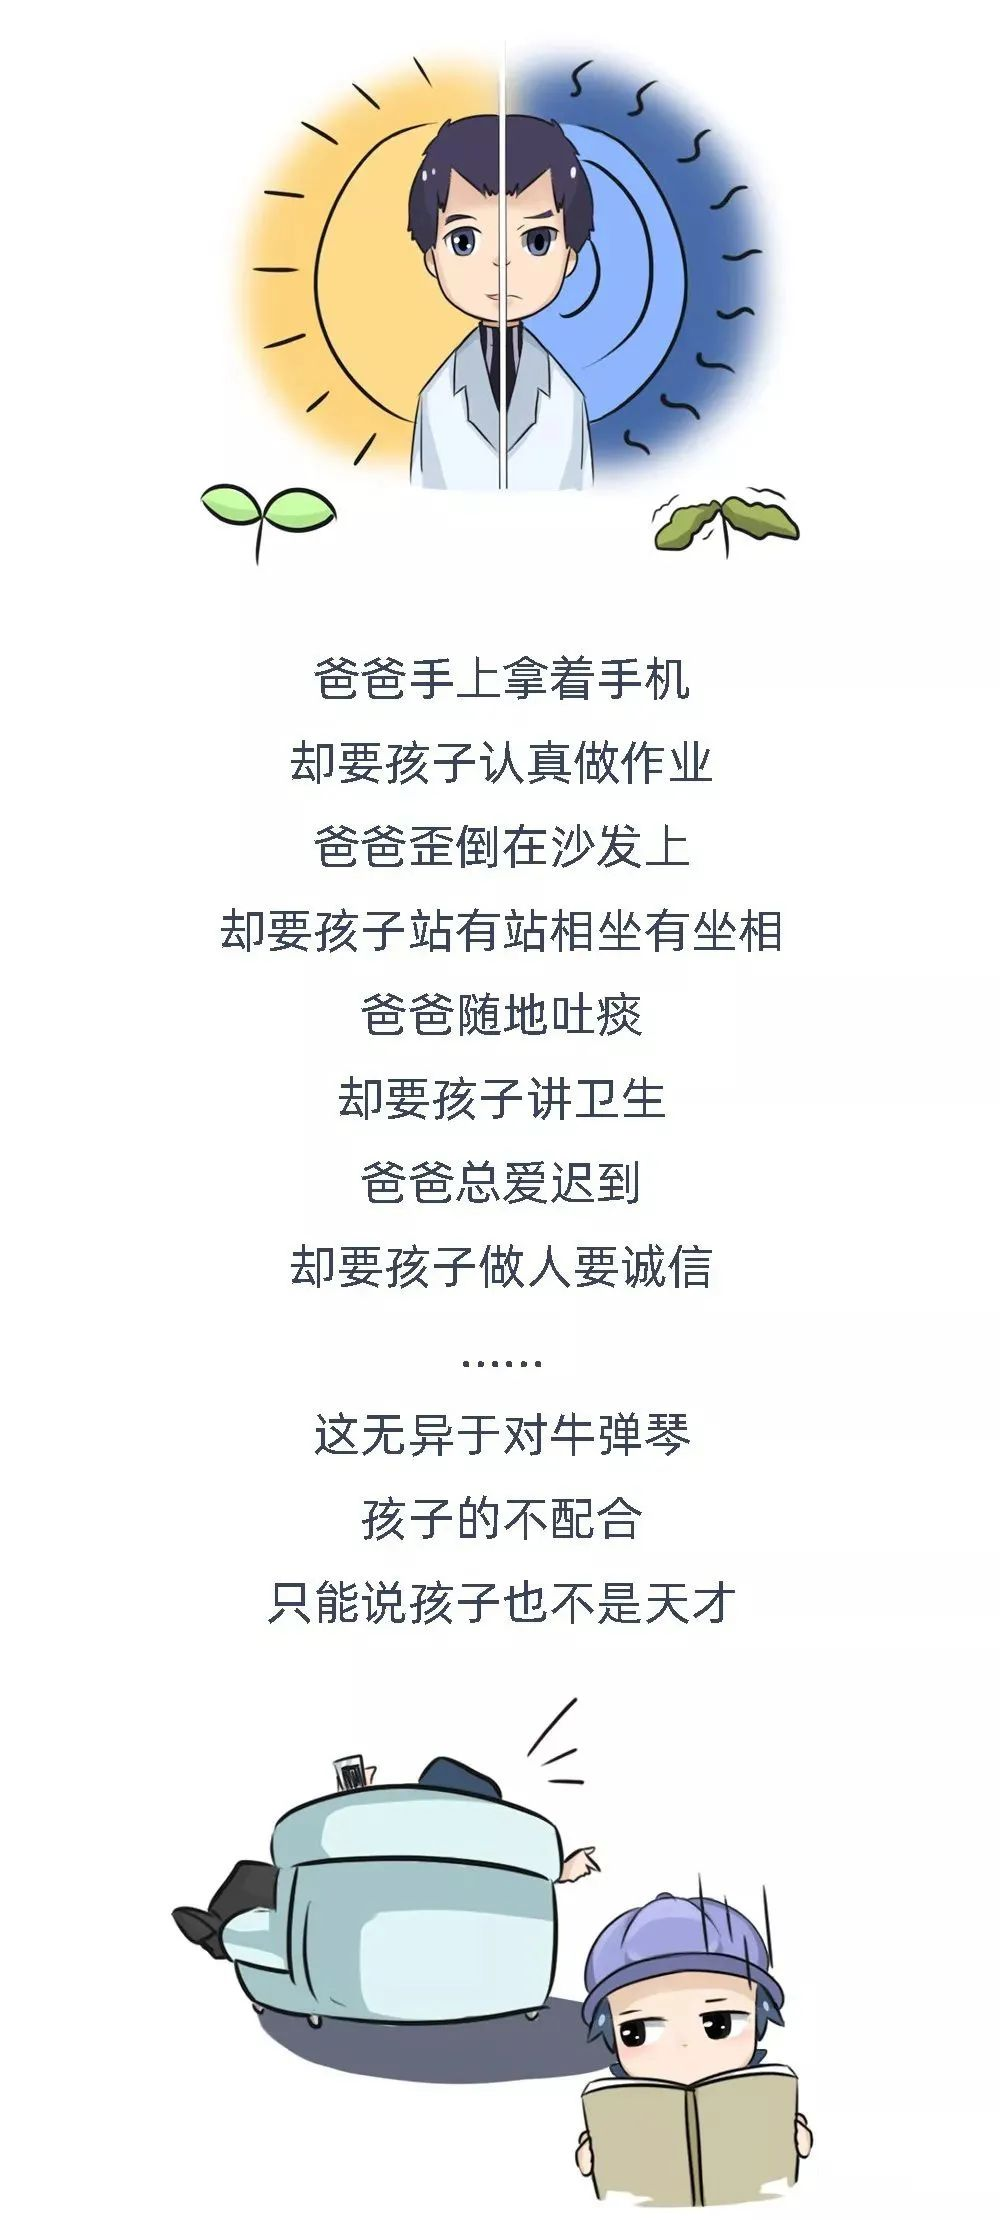 爸爸手上拿着手机
却要孩子认真做作业
爸爸歪倒在沙发上
却要孩子站有站相坐有坐相
爸爸随地吐痰
却要孩子讲卫生
爸爸总爱迟到
却要孩子做人要诚信
……
这无异于对牛弹琴
孩子的不配合
只能说孩子也不是天才